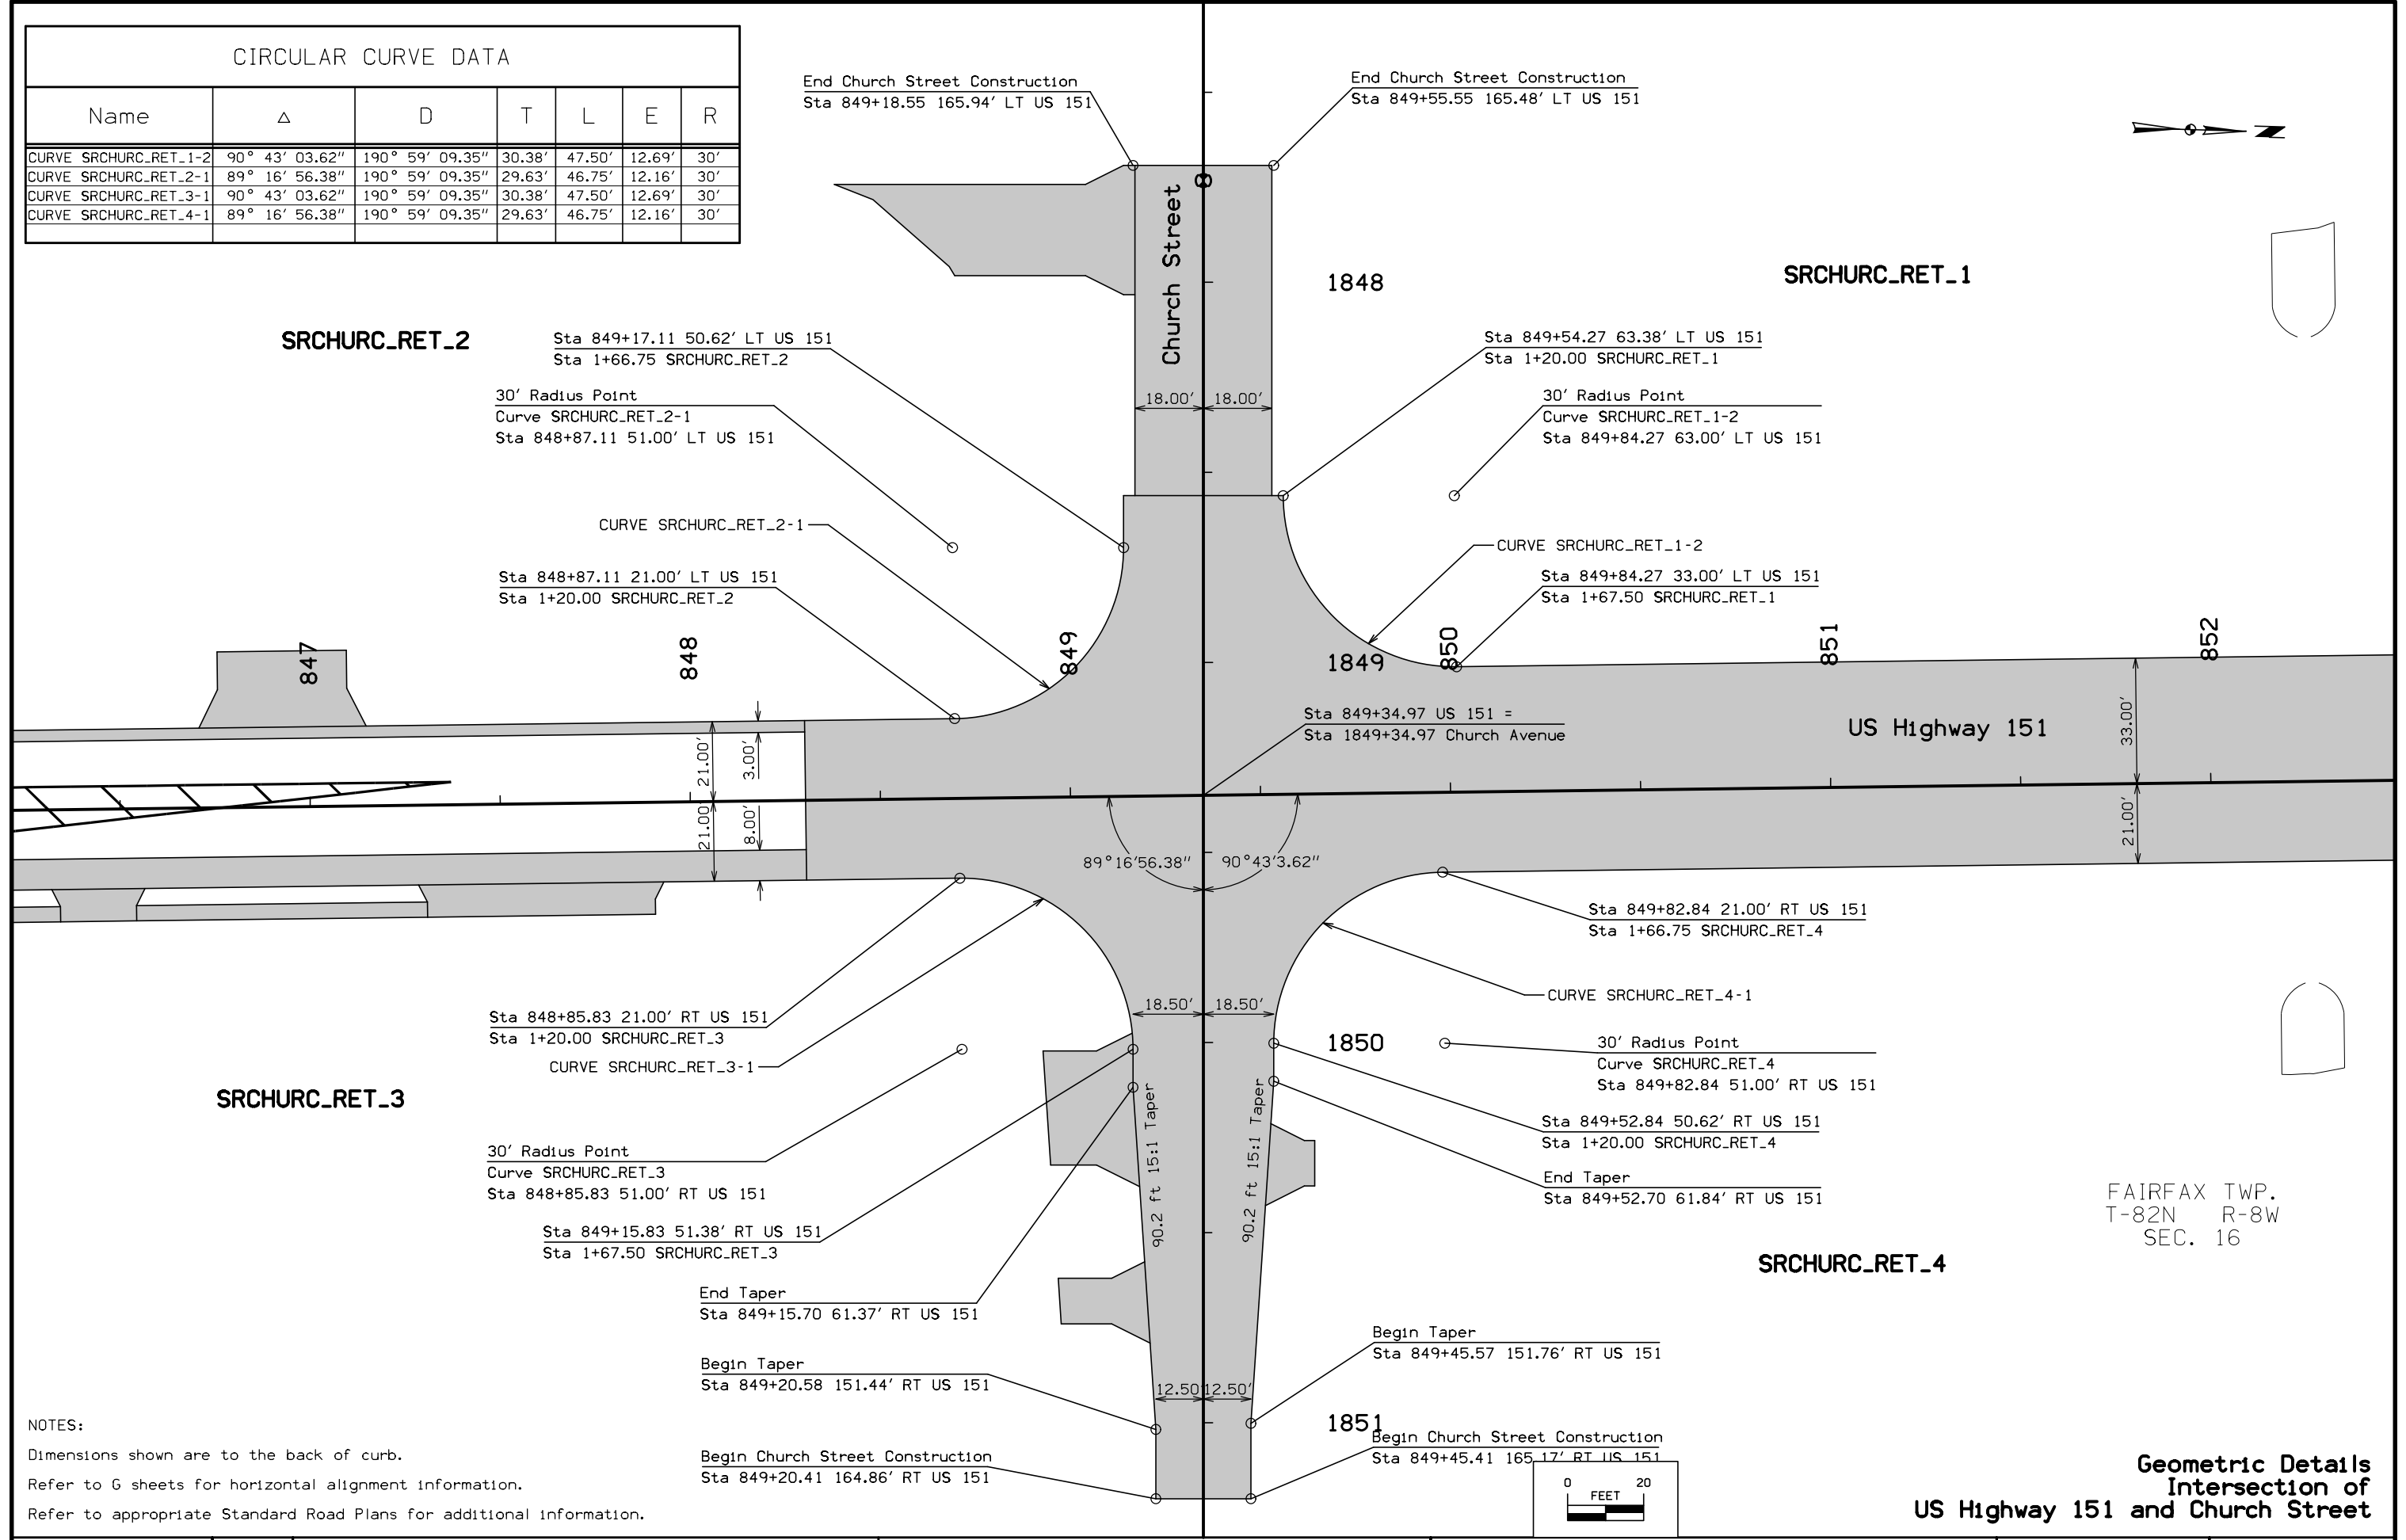 CIRCULAR CURVE DATA
Name △ D T L E R
CURVE SRCHURC_RET_1-2 90° 43' 03.62" 190° 59' 09.35" 30.38' 47.50' 12.69' 30'
CURVE SRCHURC_RET_2-1 89° 16' 56.38" 190° 59' 09.35" 29.63' 46.75' 12.16' 30'
CURVE SRCHURC_RET_3-1 90° 43' 03.62" 190° 59' 09.35" 30.38' 47.50' 12.69' 30'
CURVE SRCHURC_RET_4-1 89° 16' 56.38" 190° 59' 09.35" 29.63' 46.75' 12.16' 30'
End Church Street Construction
Sta 849+18.55 165.94' LT US 151
End Church Street Construction
Sta 849+55.55 165.48' LT US 151
N
Church Street
1848
SRCHURC_RET_1
SRCHURC_RET_2
Sta 849+17.11 50.62' LT US 151
Sta 1+66.75 SRCHURC_RET_2
30' Radius Point
Curve SRCHURC_RET_2-1
Sta 848+87.11 51.00' LT US 151
CURVE SRCHURC_RET_2-1
Sta 848+87.11 21.00' LT US 151
Sta 1+20.00 SRCHURC_RET_2
18.00' 18.00'
Sta 849+54.27 63.38' LT US 151
Sta 1+20.00 SRCHURC_RET_1
30' Radius Point
Curve SRCHURC_RET_1-2
Sta 849+84.27 63.00' LT US 151
CURVE SRCHURC_RET_1-2
Sta 849+84.27 33.00' LT US 151
Sta 1+67.50 SRCHURC_RET_1
847
848
849
1849
850
851
852
Sta 849+34.97 US 151 =
Sta 1849+34.97 Church Avenue
US Highway 151
33.00'
21.00'
21.00'
3.00'
21.00'
8.00'
89°16'56.38" 90°43'3.62"
Sta 849+82.84 21.00' RT US 151
Sta 1+66.75 SRCHURC_RET_4
CURVE SRCHURC_RET_4-1
18.50' 18.50'
Sta 848+85.83 21.00' RT US 151
Sta 1+20.00 SRCHURC_RET_3
CURVE SRCHURC_RET_3-1
1850
30' Radius Point
Curve SRCHURC_RET_4
Sta 849+82.84 51.00' RT US 151
SRCHURC_RET_3
90.2 ft 15:1 Taper
90.2 ft 15:1 Taper
Sta 849+52.84 50.62' RT US 151
Sta 1+20.00 SRCHURC_RET_4
30' Radius Point
Curve SRCHURC_RET_3
Sta 848+85.83 51.00' RT US 151
End Taper
Sta 849+52.70 61.84' RT US 151
Sta 849+15.83 51.38' RT US 151
Sta 1+67.50 SRCHURC_RET_3
FAIRFAX TWP.
T-82N R-8W
SEC. 16
SRCHURC_RET_4
End Taper
Sta 849+15.70 61.37' RT US 151
Begin Taper
Sta 849+45.57 151.76' RT US 151
Begin Taper
Sta 849+20.58 151.44' RT US 151
12.50' 12.50'
1851
Begin Church Street Construction
Sta 849+45.41 165.17' RT US 151
Begin Church Street Construction
Sta 849+20.41 164.86' RT US 151
NOTES:
Dimensions shown are to the back of curb.
Refer to G sheets for horizontal alignment information.
Refer to appropriate Standard Road Plans for additional information.
0 20
FEET
Geometric Details
Intersection of
US Highway 151 and Church Street